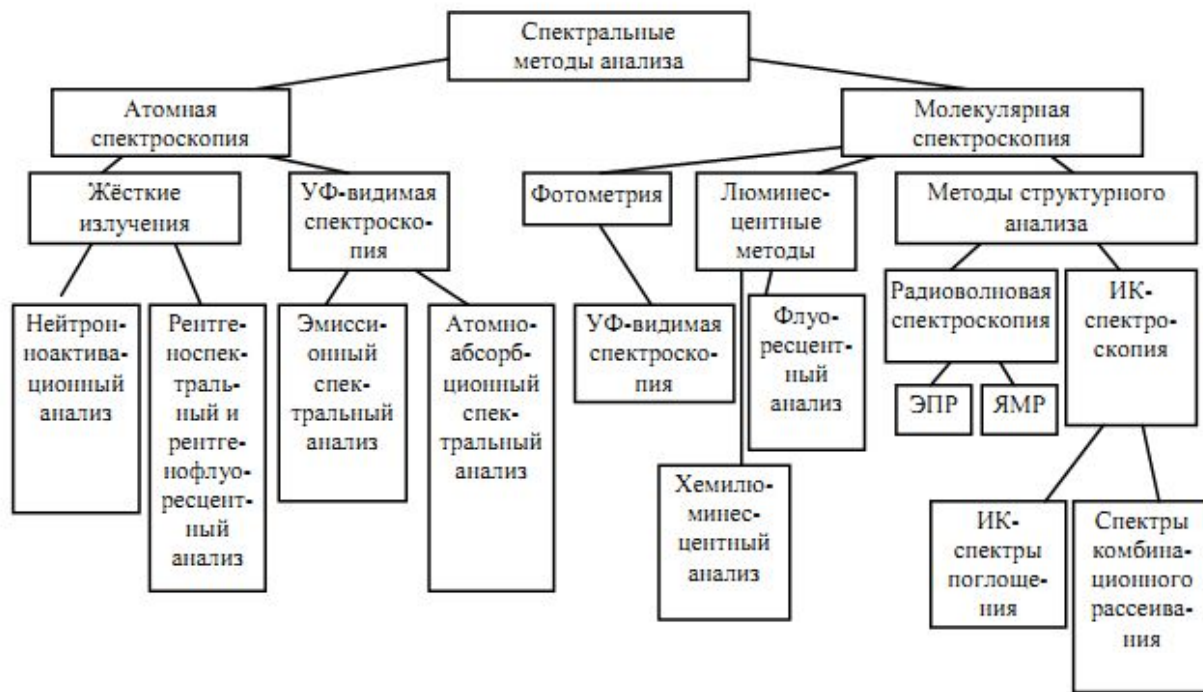 Спектральные
методы анализа
Атомная
спектроскопия
Молекулярная
спектроскопия
Жёсткие
излучения
УФ-видимая
спектроско-
пия
Фотометрия
Люминес-
центные
методы
Методы структурного
анализа
Нейтрон-
ноактива-
ционный
анализ
Рентге-
носпек-
траль-
ный и
рентге-
нофлуо-
ресцент-
ный
анализ
Эмисси-
онный
спек-
тральный
анализ
Атомно-
абсорб-
ционный
спек-
тральный
анализ
УФ-видимая
спектроско-
пия
Флуо-
ресцент-
ный
анализ
Хемилю-
минес-
центный
анализ
Радиоволновая
спектроскопия
ЭПР
ЯМР
ИК-
спектро-
скопия
ИК-
спектры
поглоще-
ния
Спектры
комбина-
ционного
рассеива-
ния